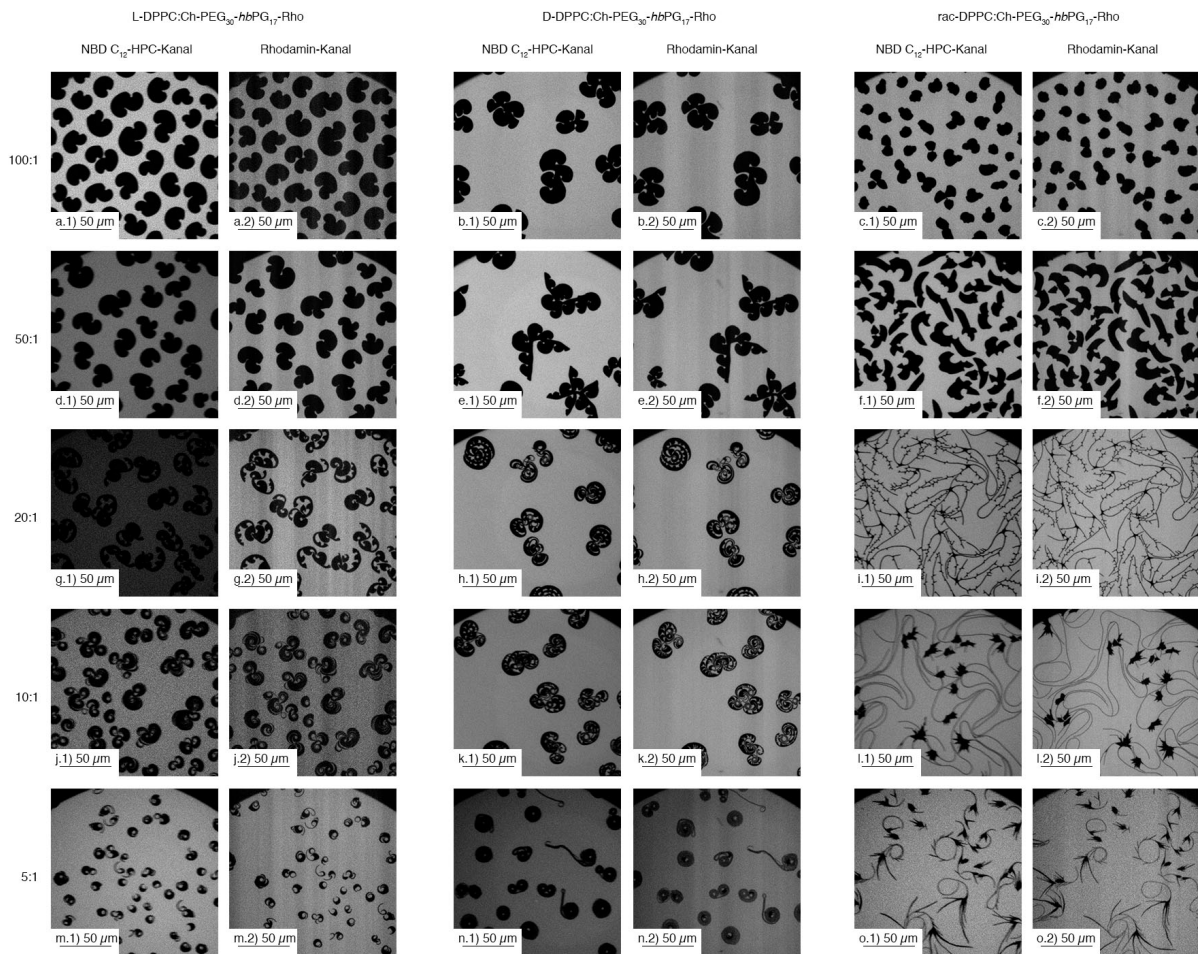 L-DPPC:Ch-PEG₃₀-hbPG₁₇-Rho D-DPPC:Ch-PEG₃₀-hbPG₁₇-Rho rac-DPPC:Ch-PEG₃₀-hbPG₁₇-Rho
NBD C₁₂-HPC-Kanal Rhodamin-Kanal NBD C₁₂-HPC-Kanal Rhodamin-Kanal NBD C₁₂-HPC-Kanal Rhodamin-Kanal
100:1
a.1) 50 µm a.2) 50 µm b.1) 50 µm b.2) 50 µm c.1) 50 µm c.2) 50 µm
50:1
d.1) 50 µm d.2) 50 µm e.1) 50 µm e.2) 50 µm f.1) 50 µm f.2) 50 µm
20:1
g.1) 50 µm g.2) 50 µm h.1) 50 µm h.2) 50 µm i.1) 50 µm i.2) 50 µm
10:1
j.1) 50 µm j.2) 50 µm k.1) 50 µm k.2) 50 µm l.1) 50 µm l.2) 50 µm
5:1
m.1) 50 µm m.2) 50 µm n.1) 50 µm n.2) 50 µm o.1) 50 µm o.2) 50 µm